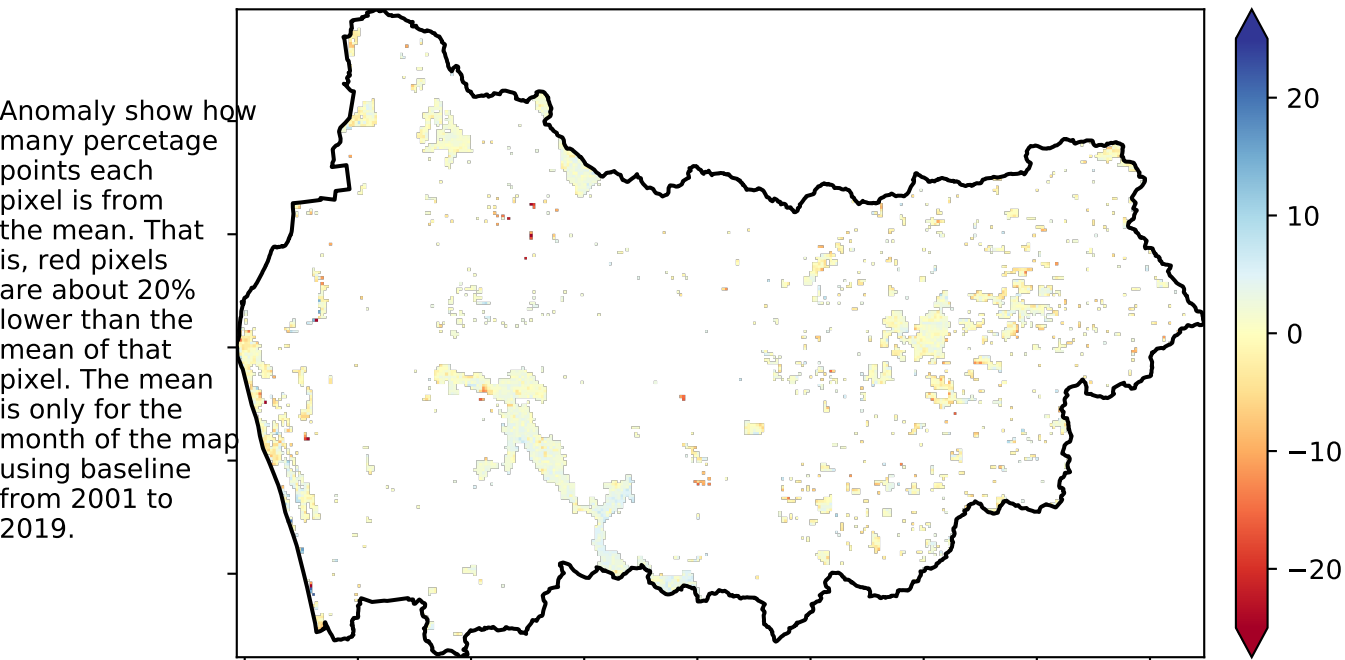 Anomaly show how
many percetage
points each
pixel is from
the mean. That
is, red pixels
are about 20%
lower than the
mean of that
pixel. The mean
is only for the
month of the map
using baseline
from 2001 to
2019.
20
10
0
−10
−20